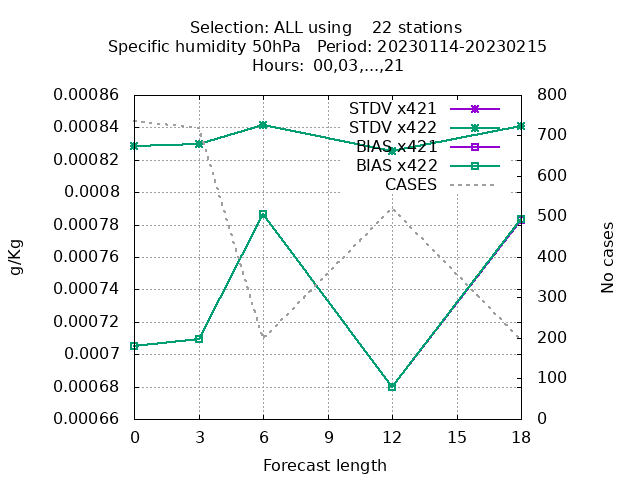 Selection: ALL using    22 stations
Specific humidity 50hPa   Period: 20230114-20230215
Hours:  00,03,...,21
0.00086
0.00084
0.00082
0.0008
0.00078
0.00076
0.00074
0.00072
0.0007
0.00068
0.00066
g/Kg
STDV x421
STDV x422
BIAS x421
BIAS x422
CASES
800
700
600
500
400
300
200
100
0
No cases
0 3 6 9 12 15 18
Forecast length